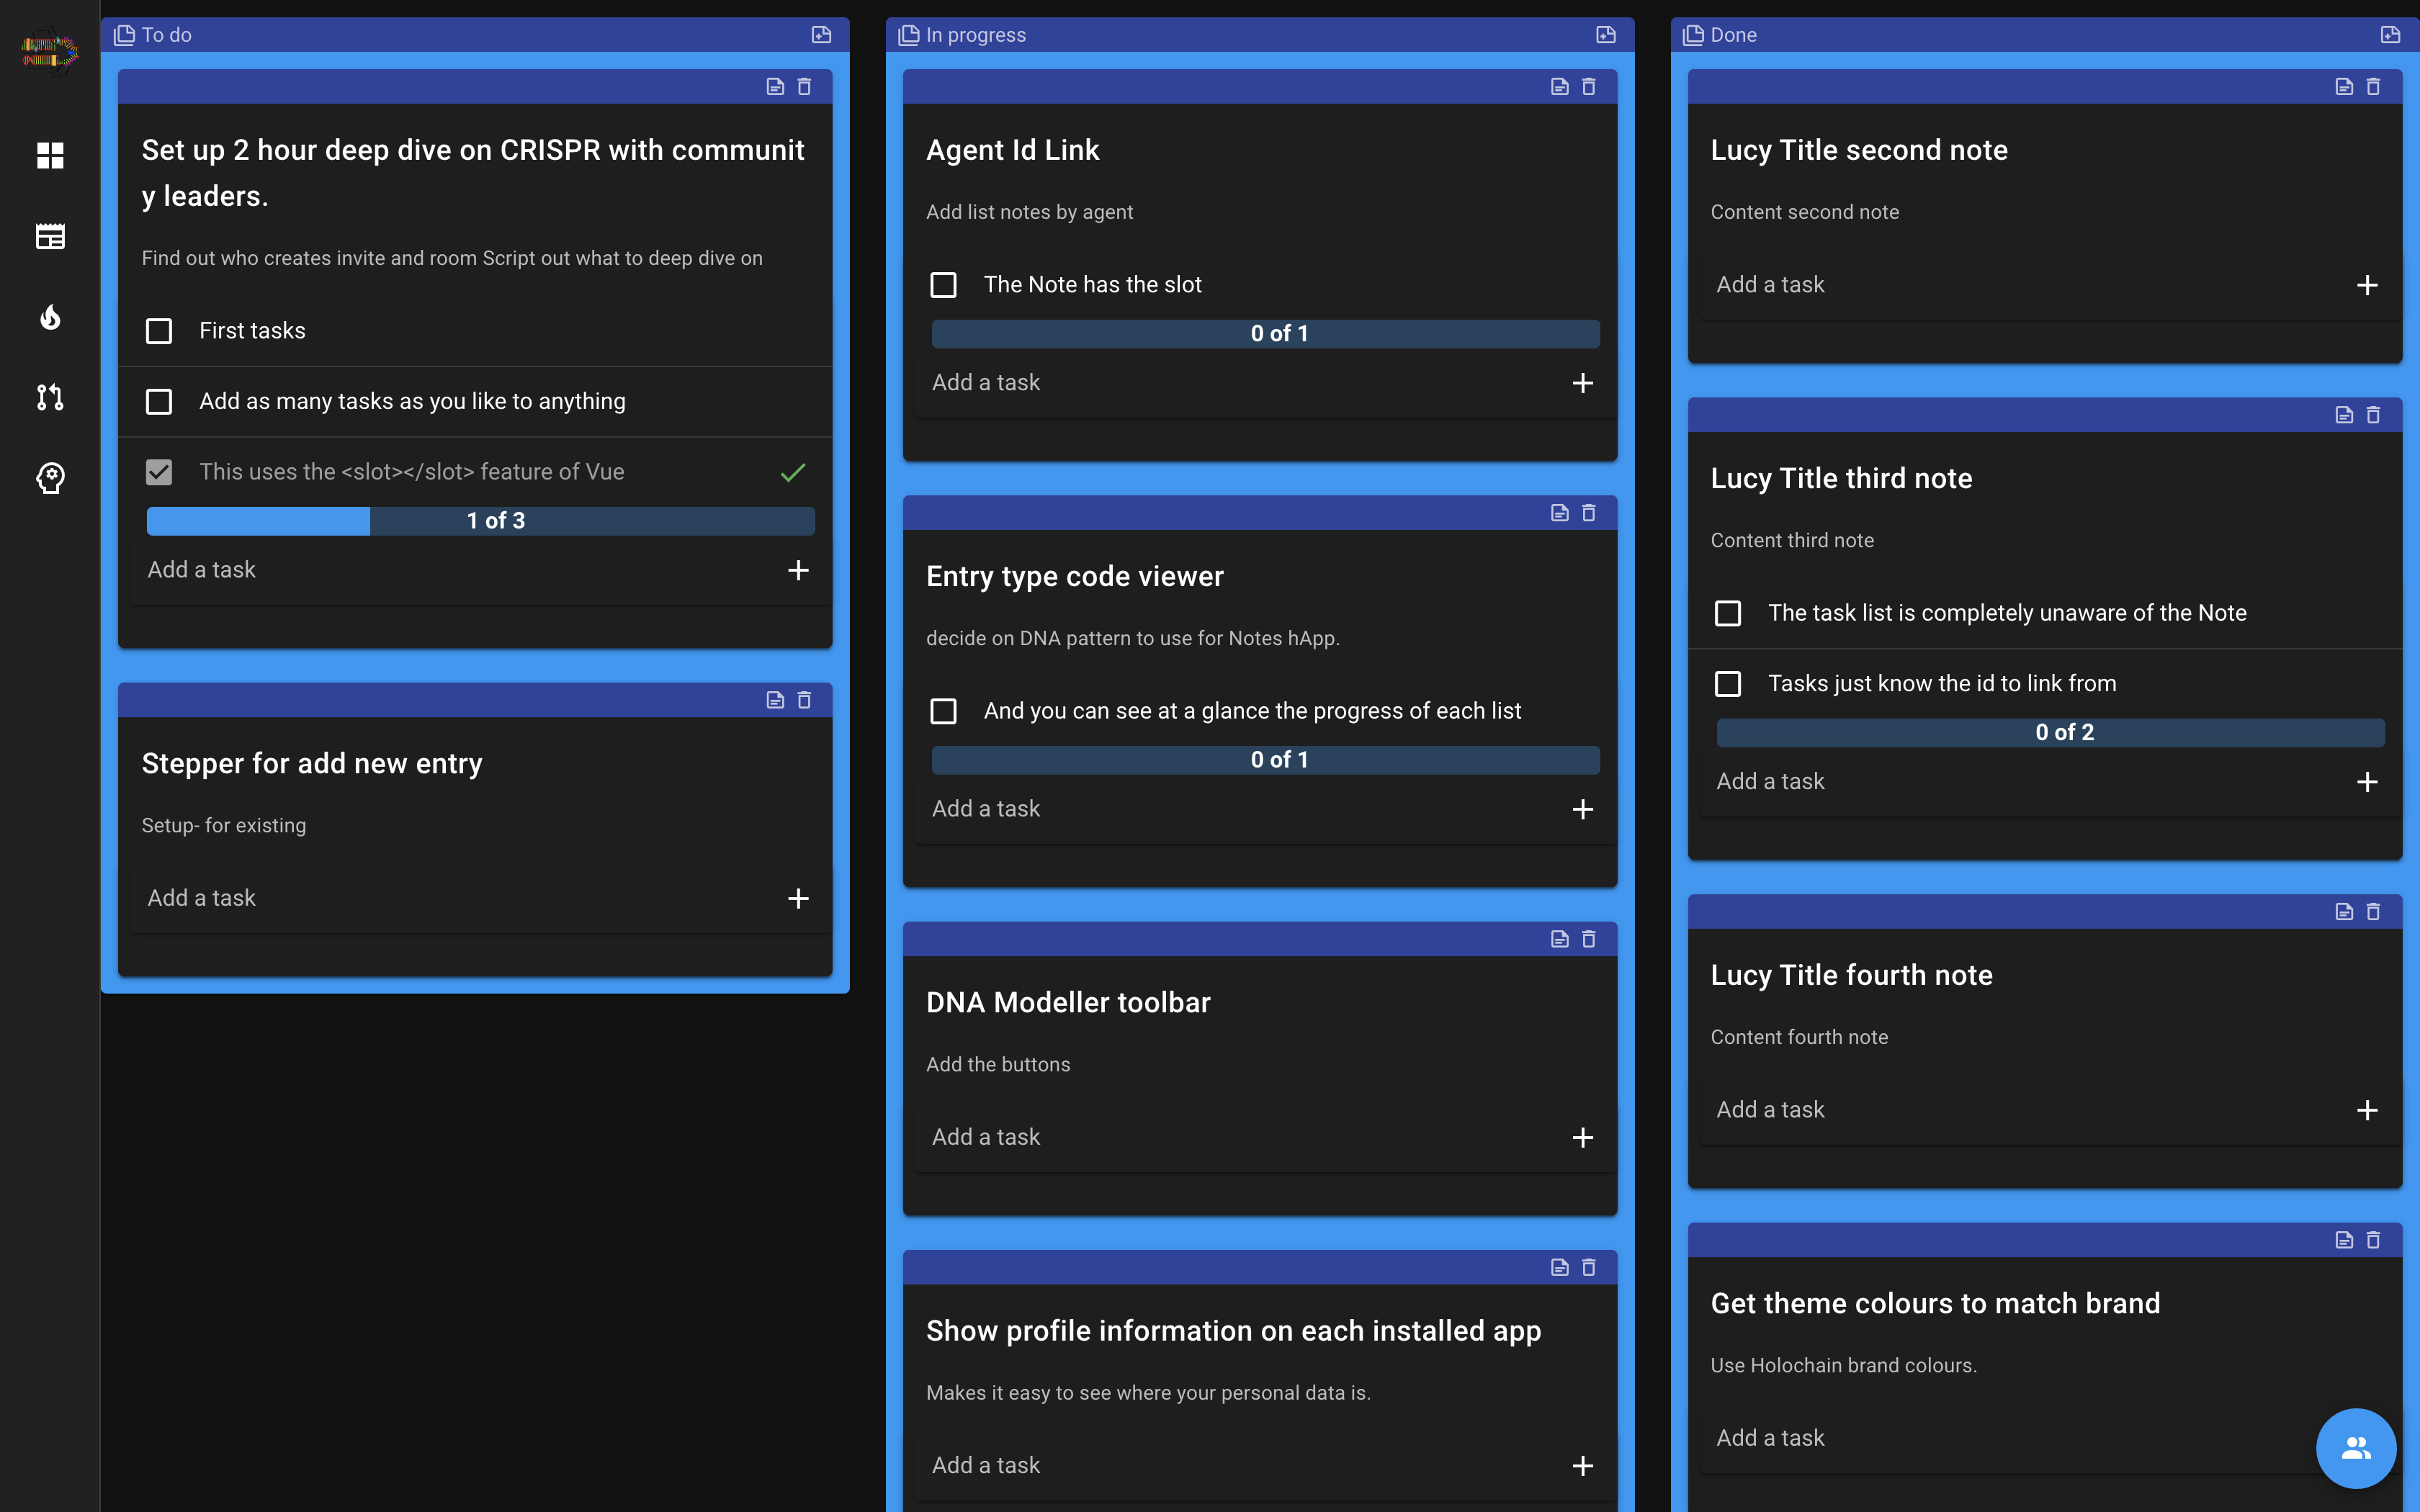 To do
Set up 2 hour deep dive on CRISPR with communit
y leaders.
Find out who creates invite and room Script out what to deep dive on
First tasks
Add as many tasks as you like to anything
This uses the <slot></slot> feature of Vue
1 of 3
Add a task
Stepper for add new entry
Setup- for existing
Add a task
In progress
Agent Id Link
Add list notes by agent
The Note has the slot
0 of 1
Add a task
Entry type code viewer
decide on DNA pattern to use for Notes hApp.
And you can see at a glance the progress of each list
0 of 1
Add a task
DNA Modeller toolbar
Add the buttons
Add a task
Show profile information on each installed app
Makes it easy to see where your personal data is.
Add a task
Done
Lucy Title second note
Content second note
Add a task
Lucy Title third note
Content third note
The task list is completely unaware of the Note
Tasks just know the id to link from
0 of 2
Add a task
Lucy Title fourth note
Content fourth note
Add a task
Get theme colours to match brand
Use Holochain brand colours.
Add a task